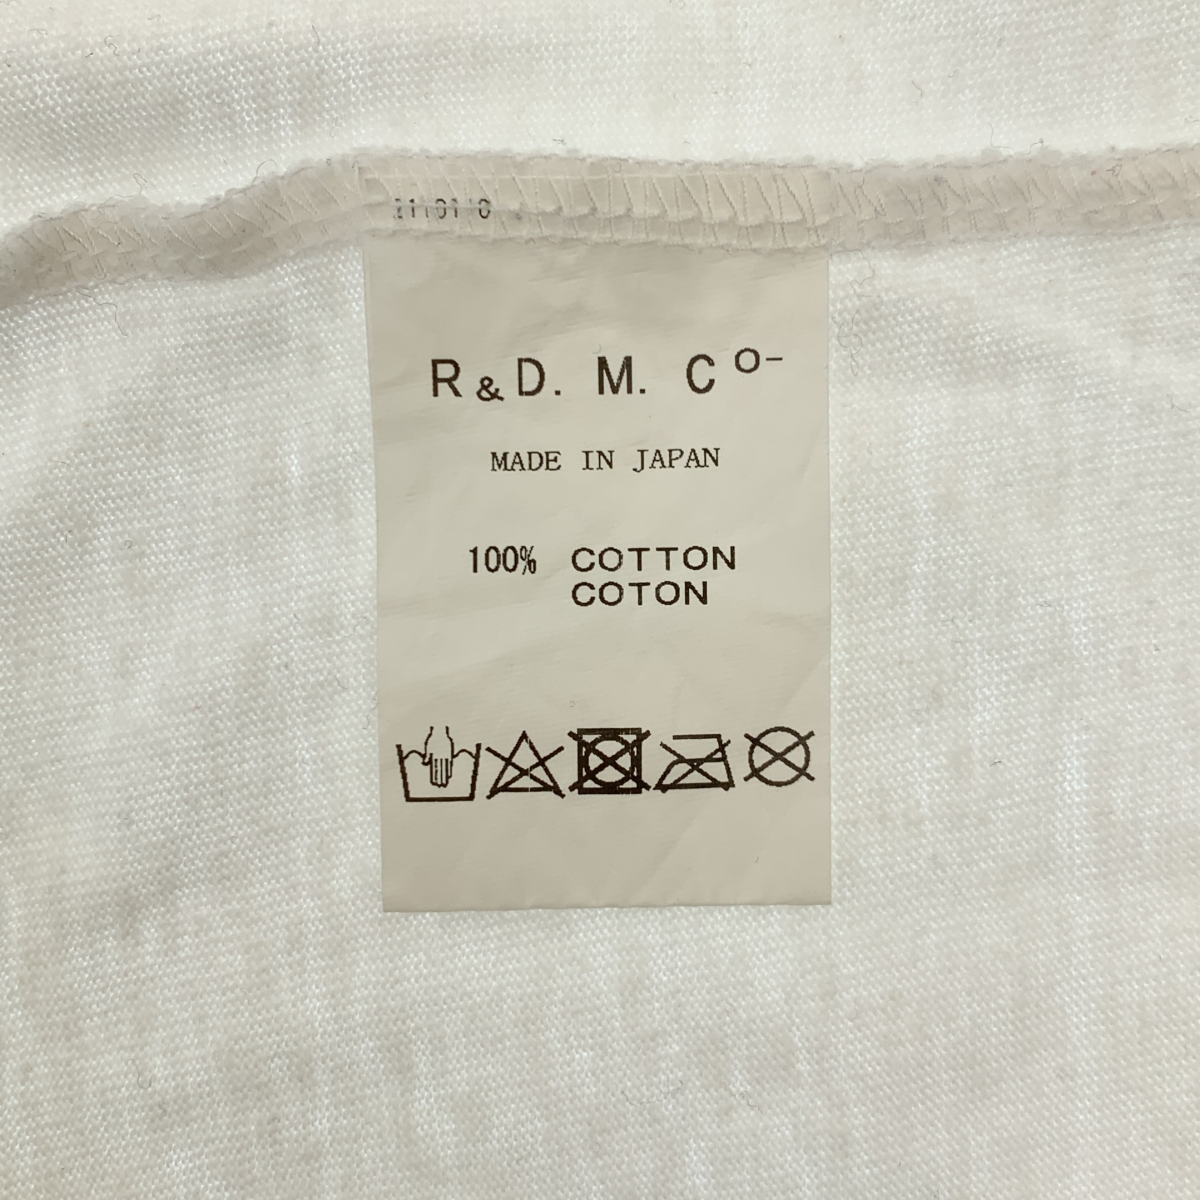 R&D. M. Co-
MADE IN JAPAN
100% COTTON
COTON